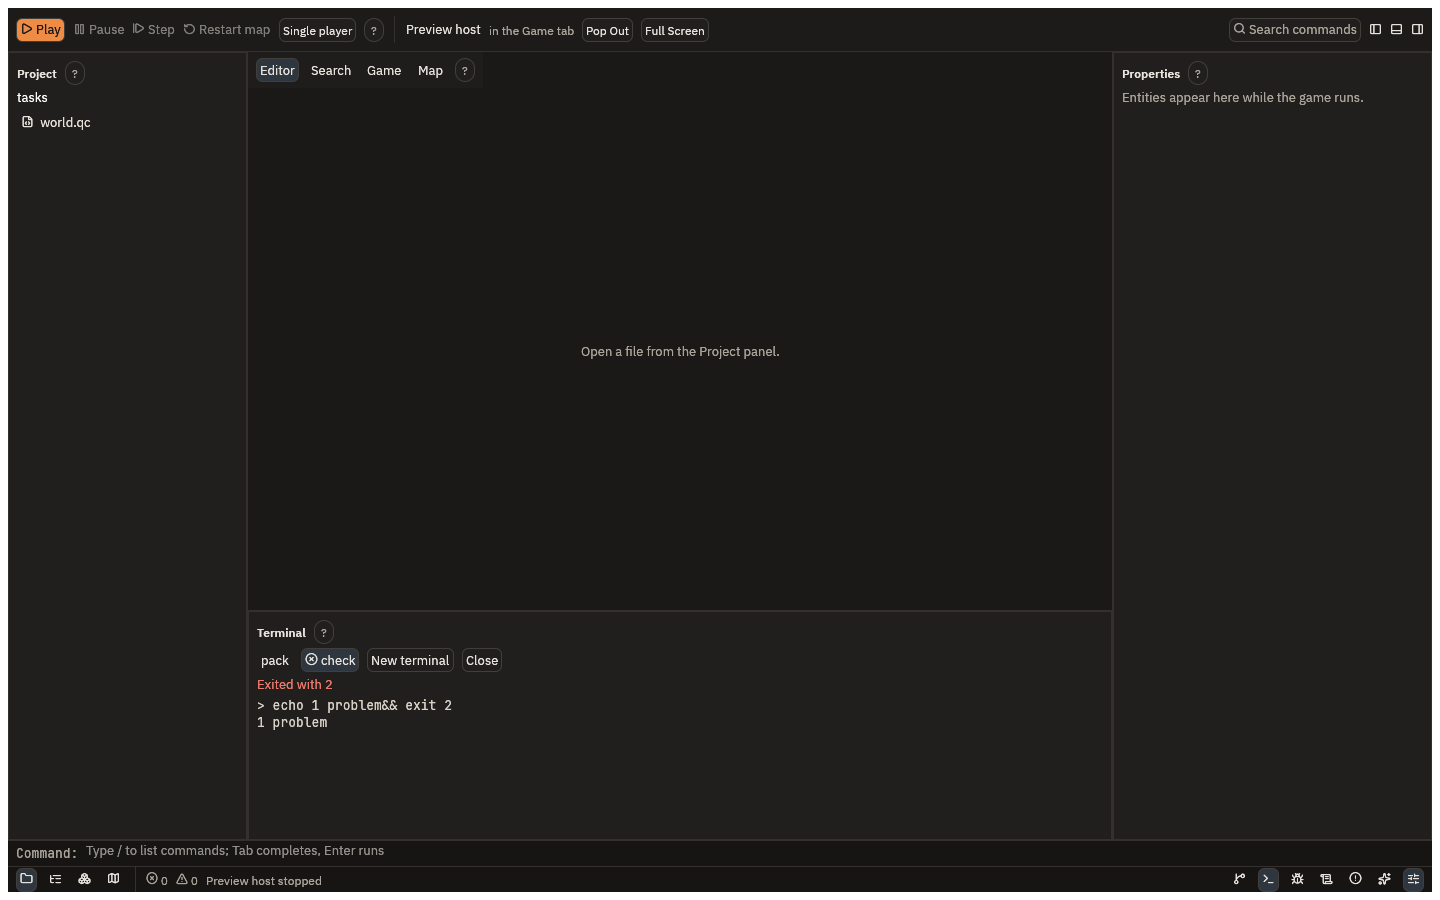 Play Pause Step Restart map Single player ? Preview host in the Game tab Pop Out Full Screen Search commands
Project ?
tasks
world.qc
Editor Search Game Map ?
Open a file from the Project panel.
Properties ?
Entities appear here while the game runs.
Terminal ?
pack check New terminal Close
Exited with 2
> echo 1 problem&& exit 2
1 problem
Command: Type / to list commands; Tab completes, Enter runs
0 0 Preview host stopped